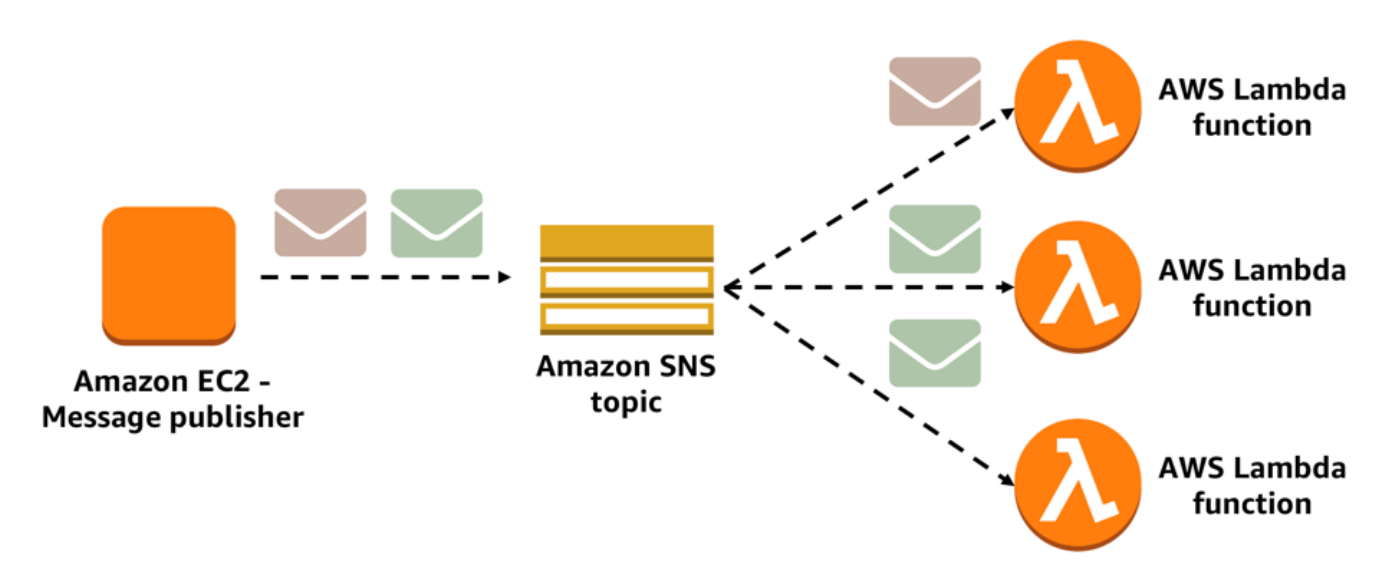 AWS Lambda
function
Amazon EC2 -
Message publisher
Amazon SNS
topic
AWS Lambda
function
AWS Lambda
function